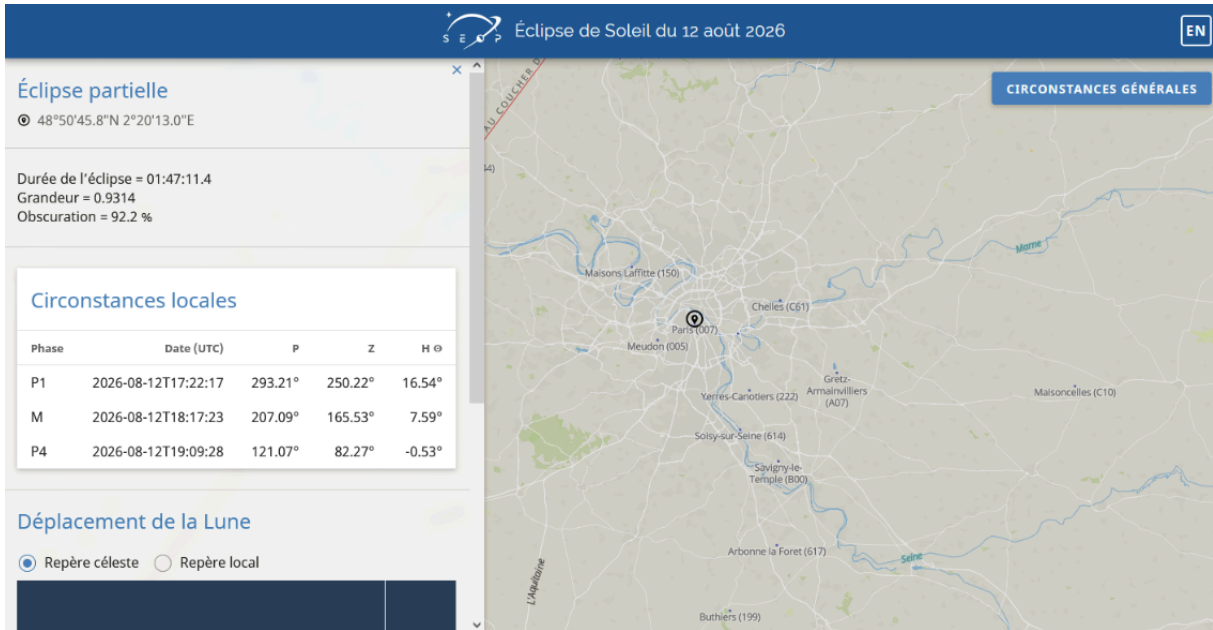 SEOP
Éclipse de Soleil du 12 août 2026
EN
Éclipse partielle
48°50'45.8"N 2°20'13.0"E
Durée de l'éclipse = 01:47:11.4
Grandeur = 0.9314
Obscuration = 92.2 %
Circonstances locales
Phase Date (UTC) P Z H
P1 2026-08-12T17:22:17 293.21° 250.22° 16.54°
M 2026-08-12T18:17:23 207.09° 165.53° 7.59°
P4 2026-08-12T19:09:28 121.07° 82.27° -0.53°
Déplacement de la Lune
Repère céleste Repère local
CIRCONSTANCES GÉNÉRALES
AU COUCHER D
44)
Marne
Maisons Laffitte (150)
Chelles (C61)
Paris (007)
Meudon (005)
Gretz-
Armainvilliers
(A07)
Maisoncelles (C10)
Yerres-Canotiers (222)
Soisy-sur-Seine (614)
Savigny-le-
Temple (B00)
Arbonne la Foret (617)
Seine
L'Aquitaine
Buthiers (199)